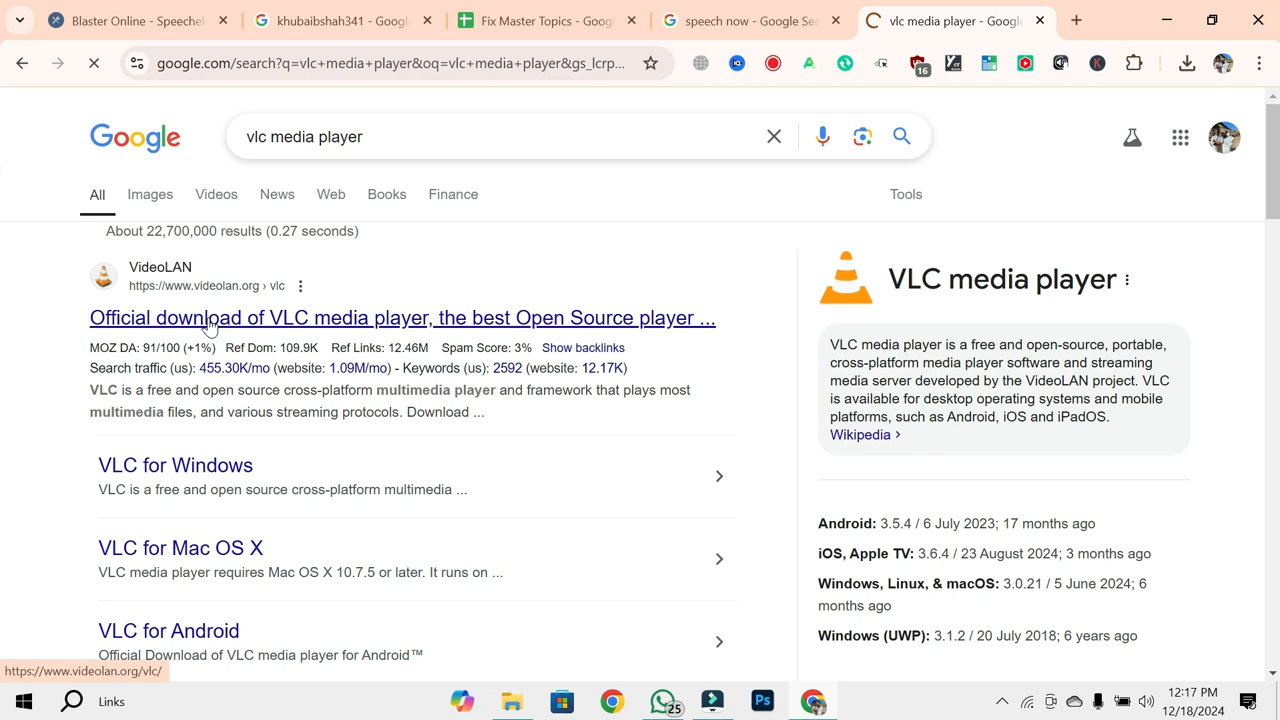 Blaster Online - Speechel
khubaibshah341 - Googl
Fix Master Topics - Goog
speech now - Google Sea
vlc media player - Google
google.com/search?q=vlc+media+player&oq=vlc+media+player&gs_lcrp...
16
Google
vlc media player
All
Images
Videos
News
Web
Books
Finance
Tools
About 22,700,000 results (0.27 seconds)
VideoLAN
https://www.videolan.org › vlc
Official download of VLC media player, the best Open Source player ...
MOZ DA: 91/100 (+1%) Ref Dom: 109.9K Ref Links: 12.46M Spam Score: 3% Show backlinks
Search traffic (us): 455.30K/mo (website: 1.09M/mo) - Keywords (us): 2592 (website: 12.17K)
VLC is a free and open source cross-platform multimedia player and framework that plays most
multimedia files, and various streaming protocols. Download ...
VLC for Windows
VLC is a free and open source cross-platform multimedia ...
VLC for Mac OS X
VLC media player requires Mac OS X 10.7.5 or later. It runs on ...
VLC for Android
Official Download of VLC media player for Android™
VLC media player
VLC media player is a free and open-source, portable,
cross-platform media player software and streaming
media server developed by the VideoLAN project. VLC
is available for desktop operating systems and mobile
platforms, such as Android, iOS and iPadOS.
Wikipedia ›
Android: 3.5.4 / 6 July 2023; 17 months ago
iOS, Apple TV: 3.6.4 / 23 August 2024; 3 months ago
Windows, Linux, & macOS: 3.0.21 / 5 June 2024; 6
months ago
Windows (UWP): 3.1.2 / 20 July 2018; 6 years ago
https://www.videolan.org/vlc/
Links
25
Ps
12:17 PM
12/18/2024